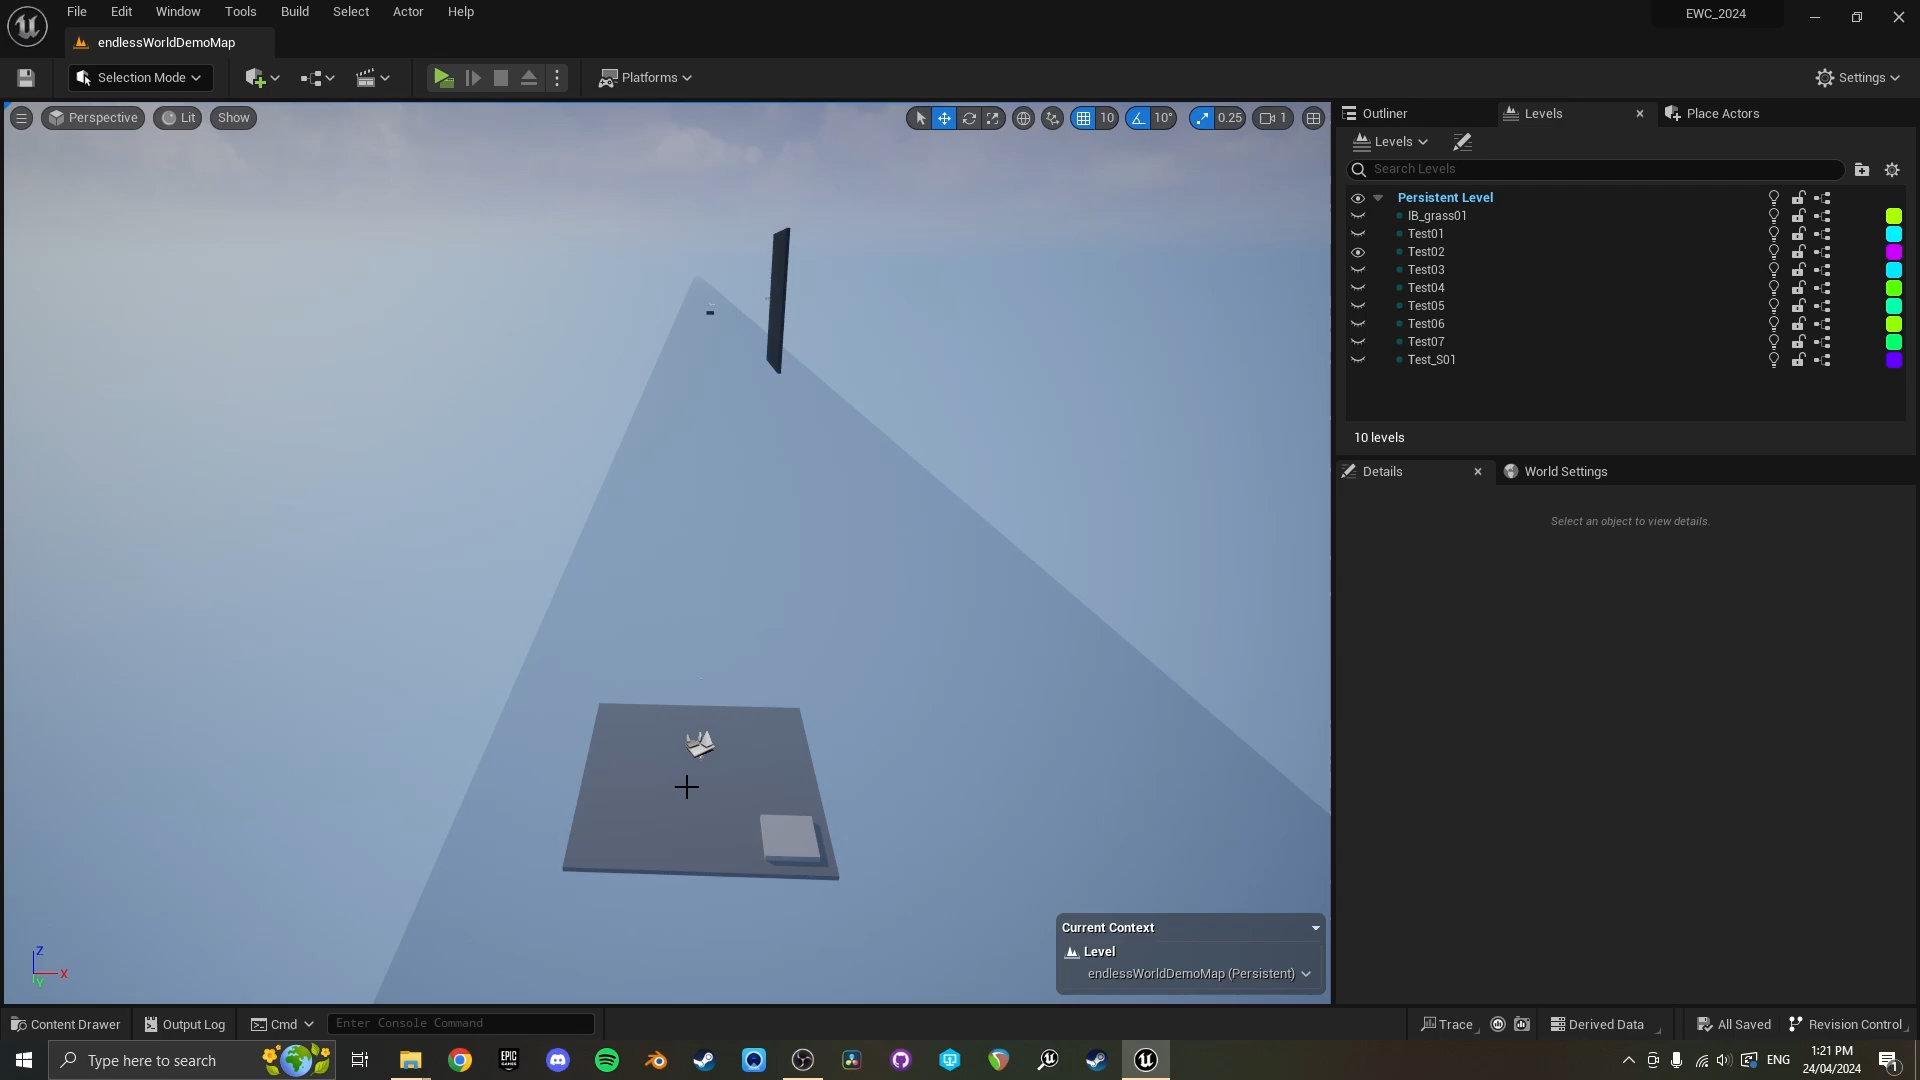 File Edit Window Tools Build Select Actor Help
EWC_2024
endlessWorldDemoMap
Selection Mode
Platforms
Settings
Perspective Lit Show
10 10° 0.25 1
Outliner Levels Place Actors
Levels
Search Levels
Persistent Level
IB_grass01
Test01
Test02
Test03
Test04
Test05
Test06
Test07
Test_S01
10 levels
Details World Settings
Select an object to view details.
Current Context
Level
endlessWorldDemoMap (Persistent)
Z
X
Y
Content Drawer Output Log Cmd Enter Console Command
Trace Derived Data All Saved Revision Control
Type here to search
EPIC GAMES
ENG
1:21 PM
24/04/2024
1